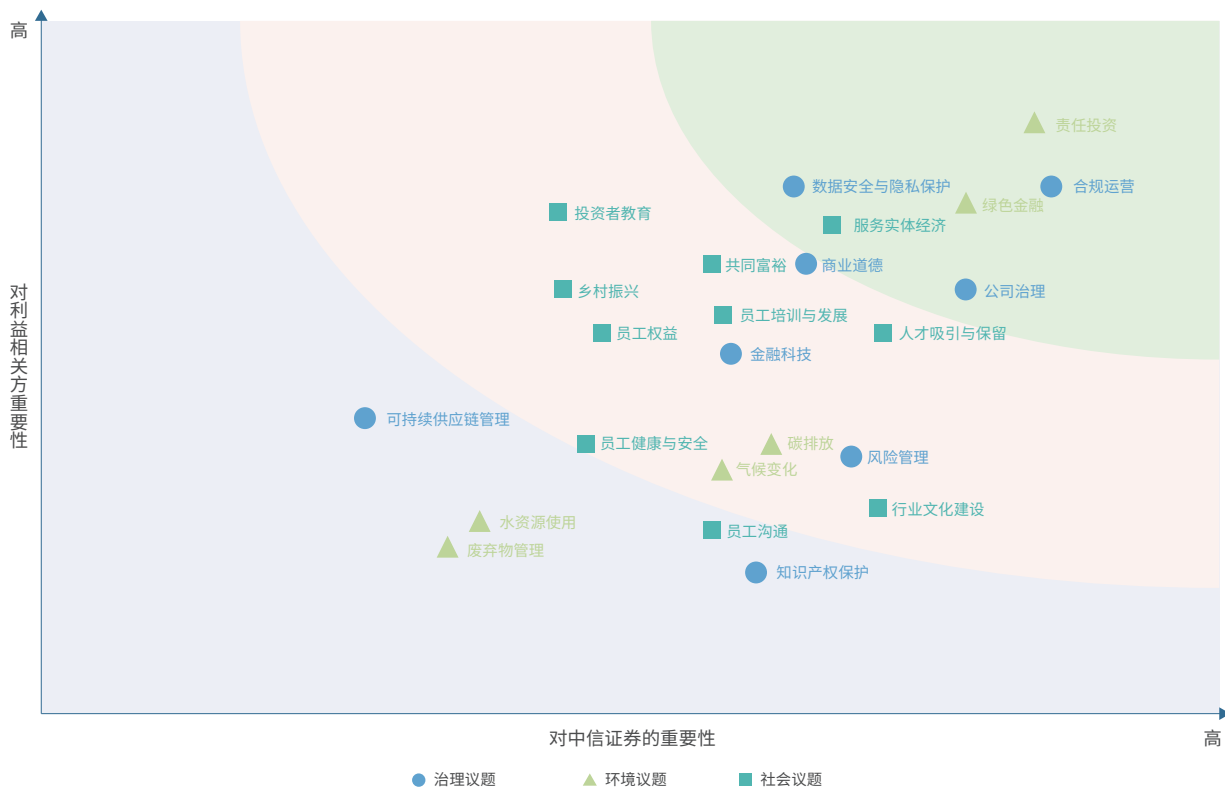 高
责任投资
数据安全与隐私保护
合规运营
绿色金融
投资者教育
服务实体经济
共同富裕
商业道德
乡村振兴
公司治理
员工培训与发展
员工权益
人才吸引与保留
金融科技
对利益相关方重要性
可持续供应链管理
员工健康与安全
碳排放
风险管理
气候变化
行业文化建设
水资源使用
员工沟通
废弃物管理
知识产权保护
对中信证券的重要性
高
治理议题
环境议题
社会议题